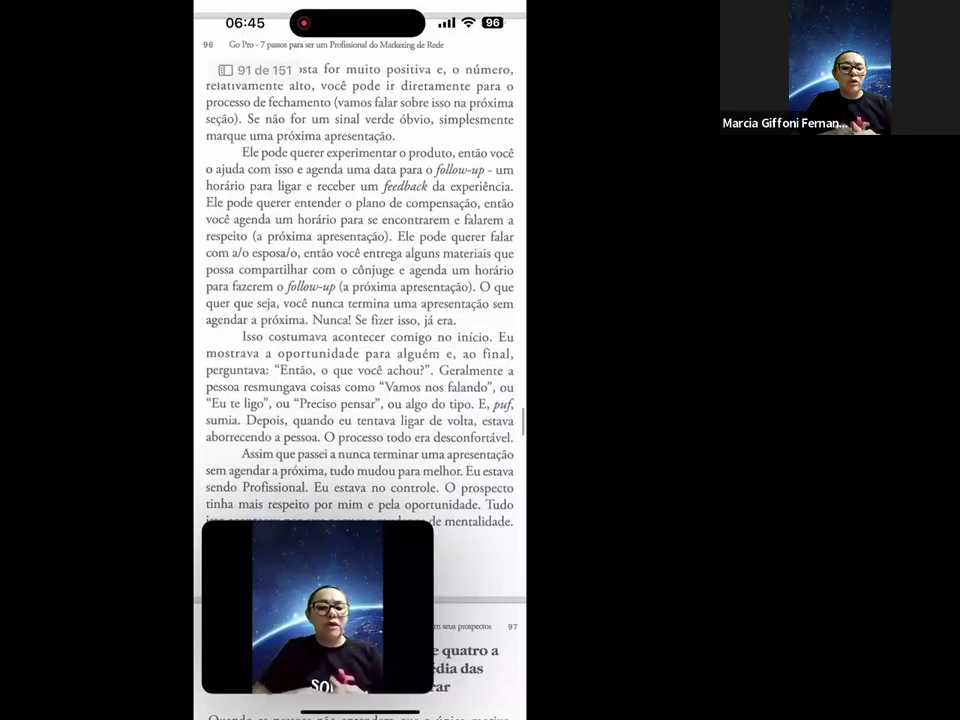 06:45
96
96 Go Pro - 7 passos para ser um Profissional do Marketing de Rede
91 de 151
osta for muito positiva e, o número,
relativamente alto, você pode ir diretamente para o
processo de fechamento (vamos falar sobre isso na próxima
seção). Se não for um sinal verde óbvio, simplesmente
marque uma próxima apresentação.
Ele pode querer experimentar o produto, então você
o ajuda com isso e agenda uma data para o follow-up - um
horário para ligar e receber um feedback da experiência.
Ele pode querer entender o plano de compensação, então
você agenda um horário para se encontrarem e falarem a
respeito (a próxima apresentação). Ele pode querer falar
com a/o esposa/o, então você entrega alguns materiais que
possa compartilhar com o cônjuge e agenda um horário
para fazerem o follow-up (a próxima apresentação). O que
quer que seja, você nunca termina uma apresentação sem
agendar a próxima. Nunca! Se fizer isso, já era.
Isso costumava acontecer comigo no início. Eu
mostrava a oportunidade para alguém e, ao final,
perguntava: “Então, o que você achou?”. Geralmente a
pessoa resmungava coisas como “Vamos nos falando”, ou
“Eu te ligo”, ou “Preciso pensar”, ou algo do tipo. E, puf,
sumia. Depois, quando eu tentava ligar de volta, estava
aborrecendo a pessoa. O processo todo era desconfortável.
Assim que passei a nunca terminar uma apresentação
sem agendar a próxima, tudo mudou para melhor. Eu estava
sendo Profissional. Eu estava no controle. O prospecto
tinha mais respeito por mim e pela oportunidade. Tudo
de mentalidade.
m seus prospectos 97
e quatro a
édia das
rar
SO
Marcia Giffoni Fernan...